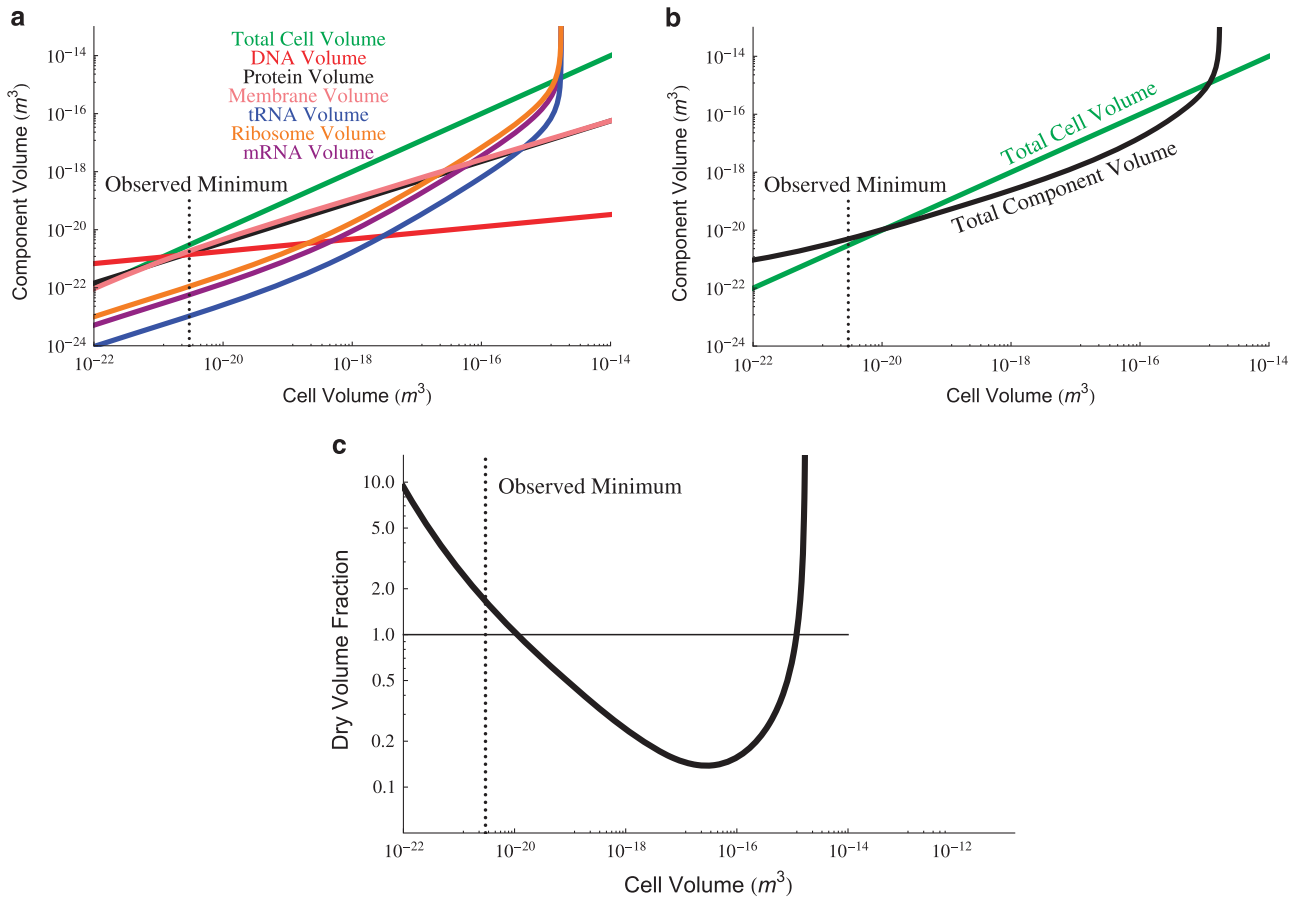 a
Component Volume (m³)
10⁻¹⁴
10⁻¹⁶
10⁻¹⁸
10⁻²⁰
10⁻²²
10⁻²⁴
Total Cell Volume
DNA Volume
Protein Volume
Membrane Volume
tRNA Volume
Ribosome Volume
mRNA Volume
Observed Minimum
10⁻²² 10⁻²⁰ 10⁻¹⁸ 10⁻¹⁶ 10⁻¹⁴
Cell Volume (m³)
b
Component Volume (m³)
10⁻¹⁴
10⁻¹⁶
10⁻¹⁸
10⁻²⁰
10⁻²²
10⁻²⁴
Total Cell Volume
Observed Minimum
Total Component Volume
10⁻²² 10⁻²⁰ 10⁻¹⁸ 10⁻¹⁶ 10⁻¹⁴
Cell Volume (m³)
c
Dry Volume Fraction
10.0
5.0
2.0
1.0
0.5
0.2
0.1
Observed Minimum
10⁻²² 10⁻²⁰ 10⁻¹⁸ 10⁻¹⁶ 10⁻¹⁴ 10⁻¹²
Cell Volume (m³)